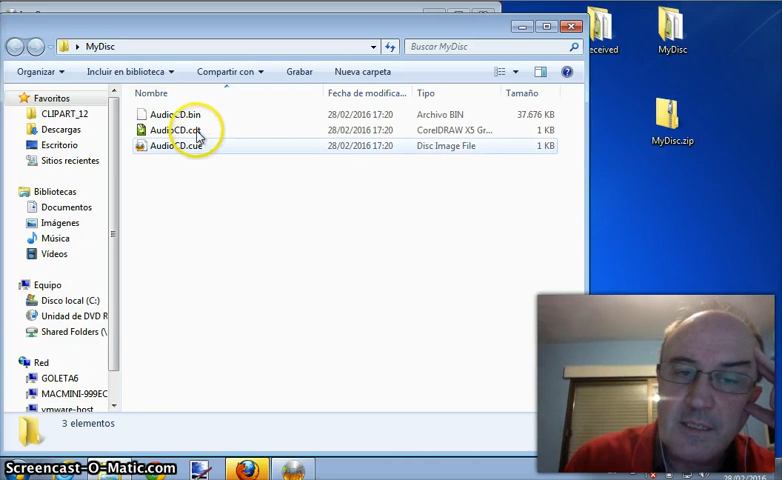 MyDisc
Buscar MyDisc
Organizar
Incluir en biblioteca
Compartir con
Grabar
Nueva carpeta
Favoritos
CLIPART_12
Descargas
Escritorio
Sitios recientes
Bibliotecas
Documentos
Imágenes
Música
Vídeos
Equipo
Disco local (C:)
Unidad de DVD R
Shared Folders (\
Red
GOLETA6
MACMINI-999EC
vmware-host
Nombre
Fecha de modifica...
Tipo
Tamaño
AudioCD.bin
28/02/2016 17:20
Archivo BIN
37.676 KB
AudioCD.cdt
28/02/2016 17:20
CorelDRAW X5 Gr...
1 KB
AudioCD.cue
28/02/2016 17:20
Disc Image File
1 KB
3 elementos
eceived
MyDisc
MyDisc.zip
Screencast-O-Matic.com
28/02/2016